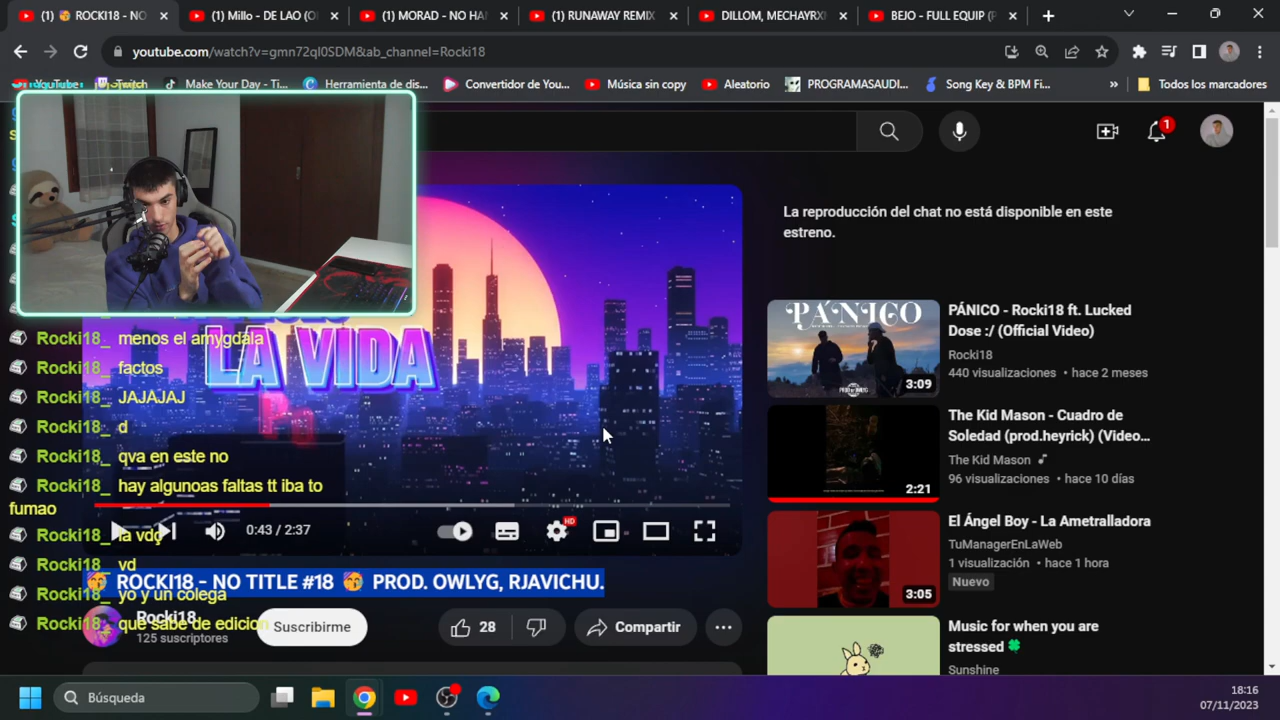 (1) 🥳 ROCKI18 - NO
(1) Millo - DE LAO (O
(1) MORAD - NO HA
(1) RUNAWAY REMIX
DILLOM, MECHAYRX
BEJO - FULL EQUIP (P
youtube.com/watch?v=gmn72qI0SDM&ab_channel=Rocki18
YouTube
Twitch
Make Your Day - Ti...
Herramienta de dis...
Convertidor de You...
Música sin copy
Aleatorio
PROGRAMASAUDI...
Song Key & BPM Fi...
»
Todos los marcadores
1
LA VIDA
Rocki18_ menos el amygdala
Rocki18_ factos
Rocki18_ JAJAJAJ
Rocki18_ d
Rocki18_ qva en este no
Rocki18_ hay algunoas faltas tt iba to
fumao
Rocki18_ la vdç
Rocki18_ vd
Rocki18_ yo y un colega
Rocki18_ que sabe de edicion
0:43 / 2:37
HD
🥳 ROCKI18 - NO TITLE #18 🥳 PROD. OWLYG, RJAVICHU.
Rocki18
125 suscriptores
Suscribirme
28
Compartir
La reproducción del chat no está disponible en este
estreno.
PÁNICO
3:09
PÁNICO - Rocki18 ft. Lucked
Dose :/ (Official Video)
Rocki18
440 visualizaciones • hace 2 meses
2:21
The Kid Mason - Cuadro de
Soledad (prod.heyrick) (Video...
The Kid Mason
96 visualizaciones • hace 10 días
3:05
El Ángel Boy - La Ametralladora
TuManagerEnLaWeb
1 visualización • hace 1 hora
Nuevo
Music for when you are
stressed 🍀
Sunshine
Búsqueda
18:16
07/11/2023